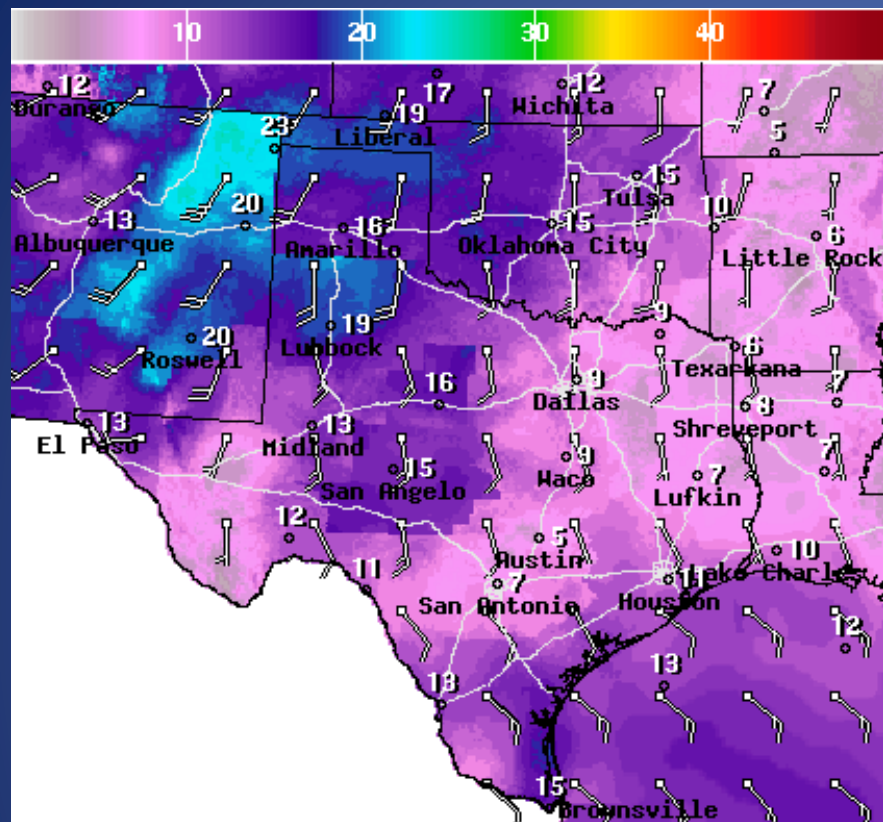 10 20 30 40
12 17 12 7
Durango Liberal Wichita
19
23 5
15
Tulsa
13 20 18 15 10 6
Albuquerque Amarillo Oklahoma City Little Rock
20 19 9
Roswell Lubbock Texarkana
6
16 9 7
Dallas
13 13 8
El Paso Midland Shreveport
15 9 7 7
San Angelo Waco Lufkin
12 5 10
Austin Lake Charles
11 7 11
San Antonio Houston
12
13 13
15
Brownsville